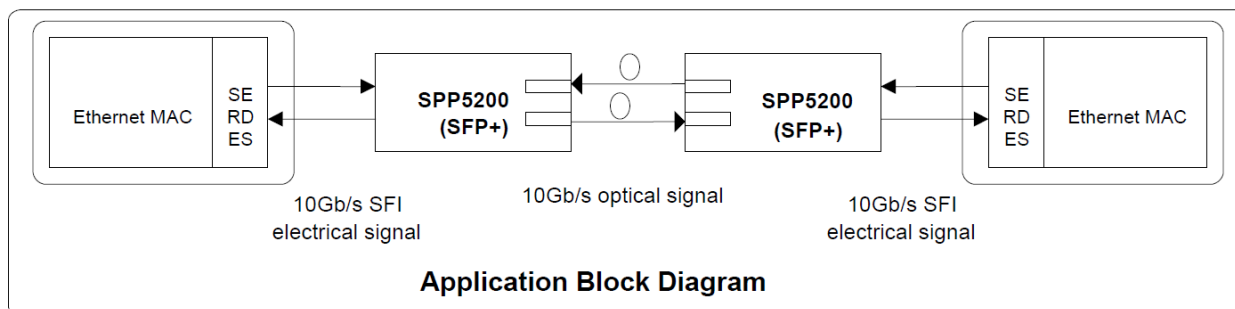 Ethernet MAC
SE
RD
ES
SPP5200
(SFP+)
SPP5200
(SFP+)
SE
RD
ES
Ethernet MAC
10Gb/s SFI
electrical signal
10Gb/s optical signal
10Gb/s SFI
electrical signal
Application Block Diagram